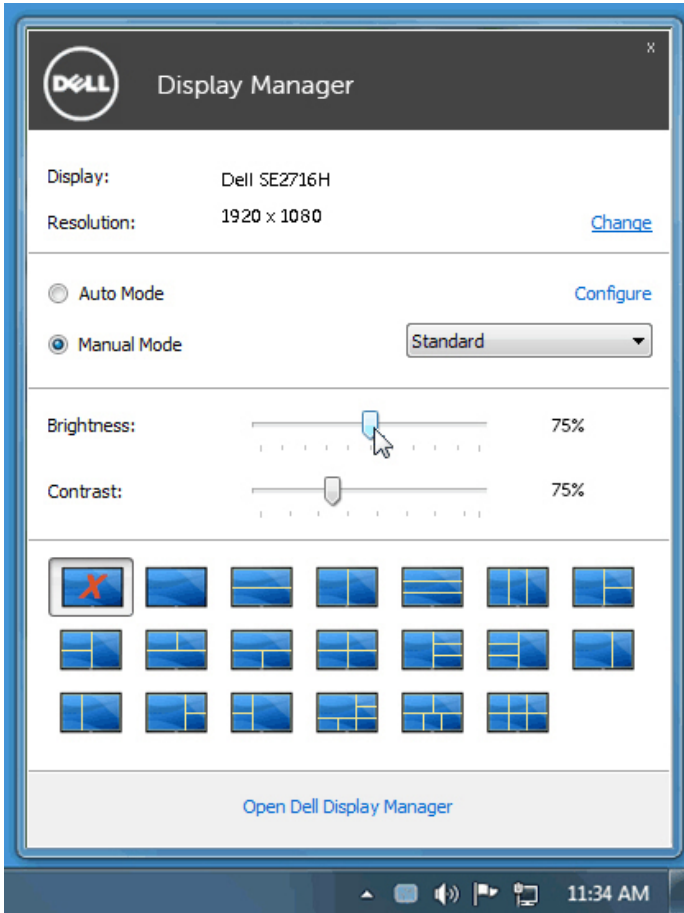 x
DELL Display Manager
Display: Dell SE2716H
Resolution: 1920 x 1080 Change
Auto Mode Configure
Manual Mode Standard
Brightness: 75%
Contrast: 75%
X
Open Dell Display Manager
11:34 AM